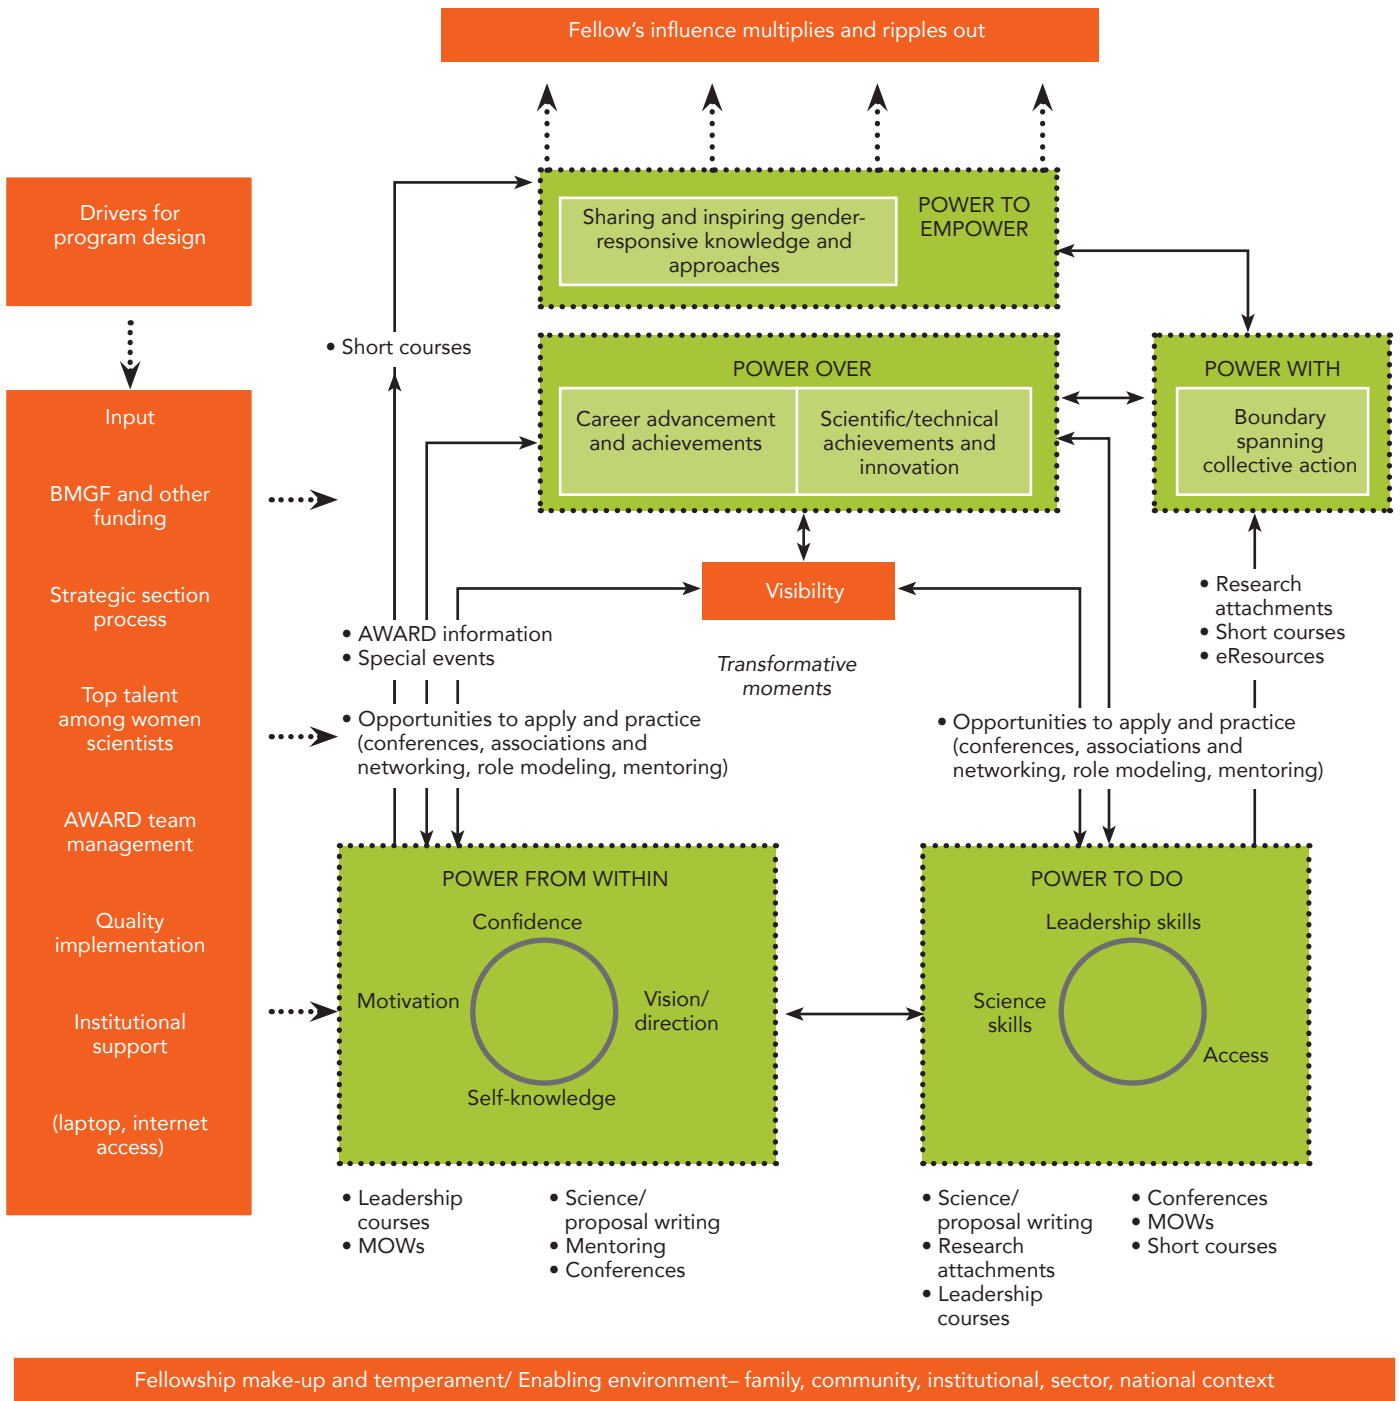 Fellow's influence multiplies and ripples out
Drivers for
program design
Input
BMGF and other
funding
Strategic section
process
Top talent
among women
scientists
AWARD team
management
Quality
implementation
Institutional
support
(laptop, internet
access)
POWER TO
EMPOWER
Sharing and inspiring gender-
responsive knowledge and
approaches
• Short courses
POWER OVER
Career advancement
and achievements
Scientific/technical
achievements and
innovation
POWER WITH
Boundary
spanning
collective action
Visibility
Transformative
moments
• AWARD information
• Special events
• Opportunities to apply and practice
(conferences, associations and
networking, role modeling, mentoring)
• Research
attachments
• Short courses
• eResources
• Opportunities to apply and practice
(conferences, associations and
networking, role modeling, mentoring)
POWER FROM WITHIN
Confidence
Motivation
Vision/
direction
Self-knowledge
POWER TO DO
Leadership skills
Science
skills
Access
• Leadership
courses
• MOWs
• Science/
proposal writing
• Mentoring
• Conferences
• Science/
proposal writing
• Research
attachments
• Leadership
courses
• Conferences
• MOWs
• Short courses
Fellowship make-up and temperament/ Enabling environment– family, community, institutional, sector, national context